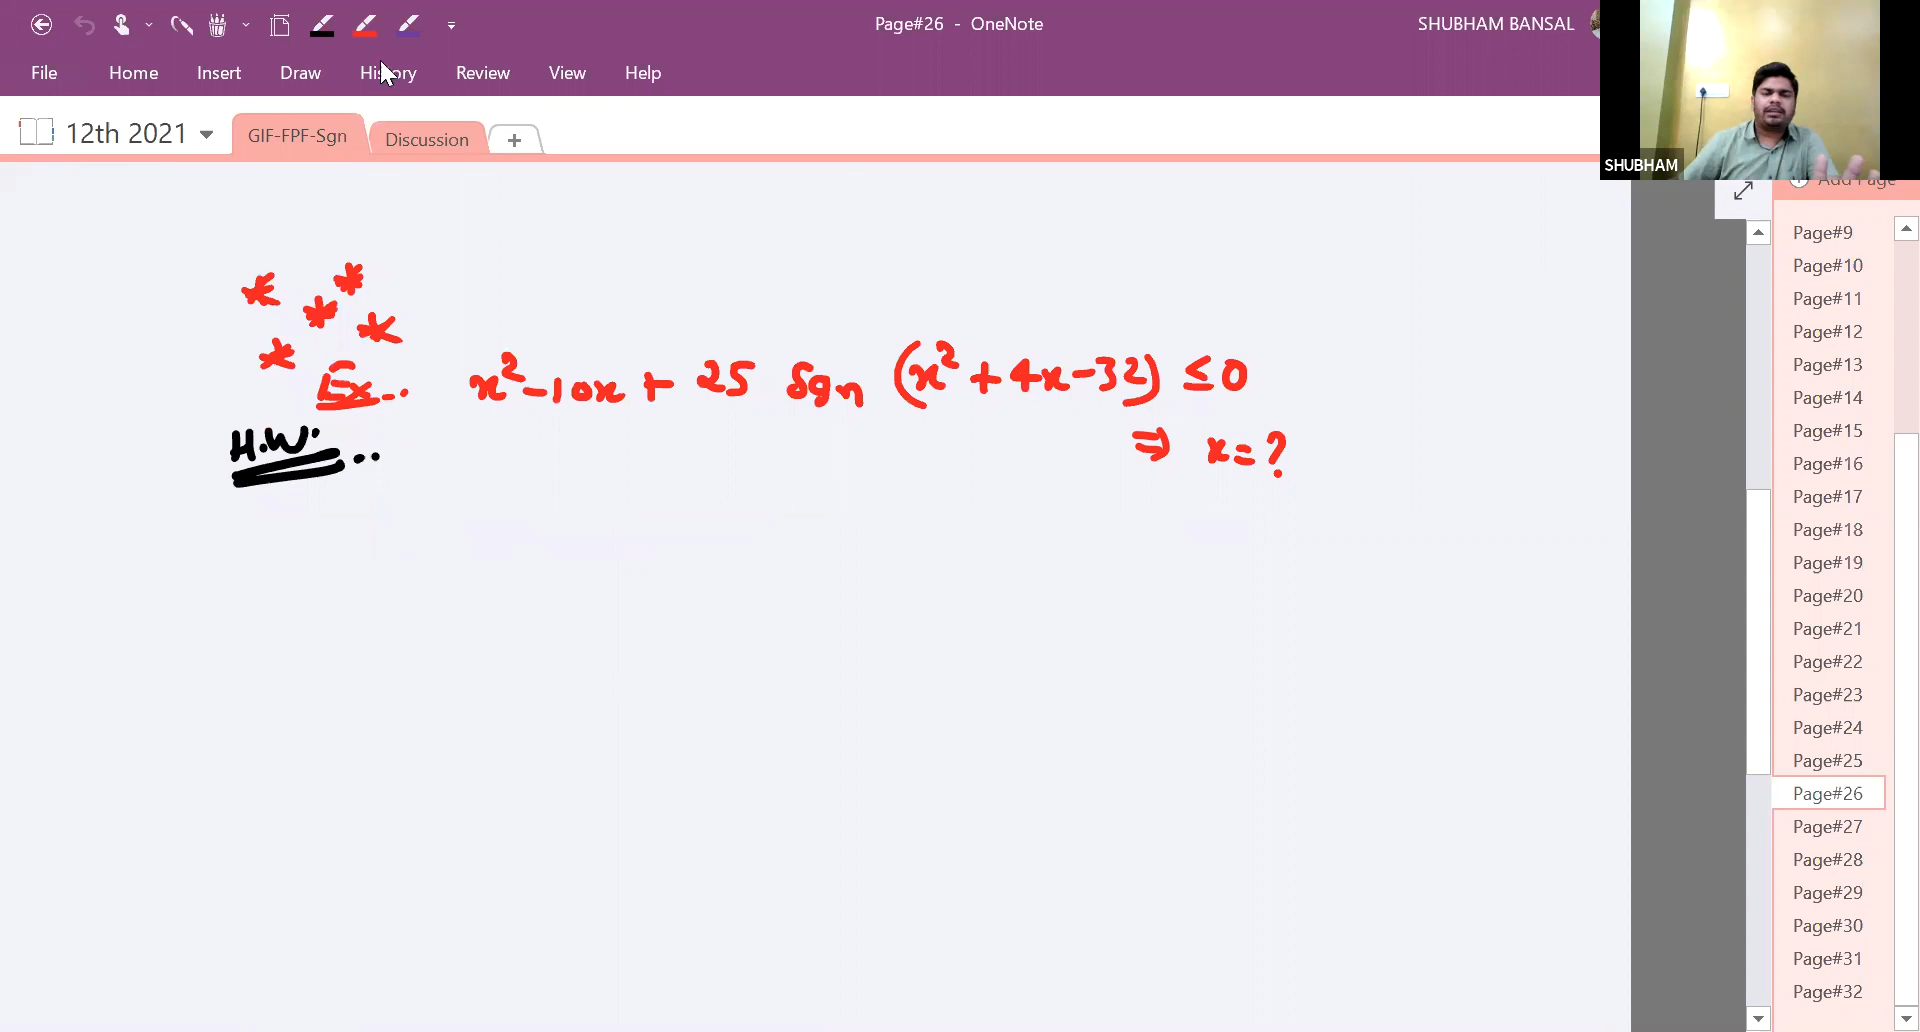 Page#26 - OneNote
SHUBHAM BANSAL
File Home Insert Draw History Review View Help
12th 2021
GIF-FPF-Sgn
Discussion
+
SHUBHAM
Add Page
Ex..
x²-10x+25 Sgn (x²+4x-32) ≤0
⇒ x=?
H.W. ..
Page#9
Page#10
Page#11
Page#12
Page#13
Page#14
Page#15
Page#16
Page#17
Page#18
Page#19
Page#20
Page#21
Page#22
Page#23
Page#24
Page#25
Page#26
Page#27
Page#28
Page#29
Page#30
Page#31
Page#32